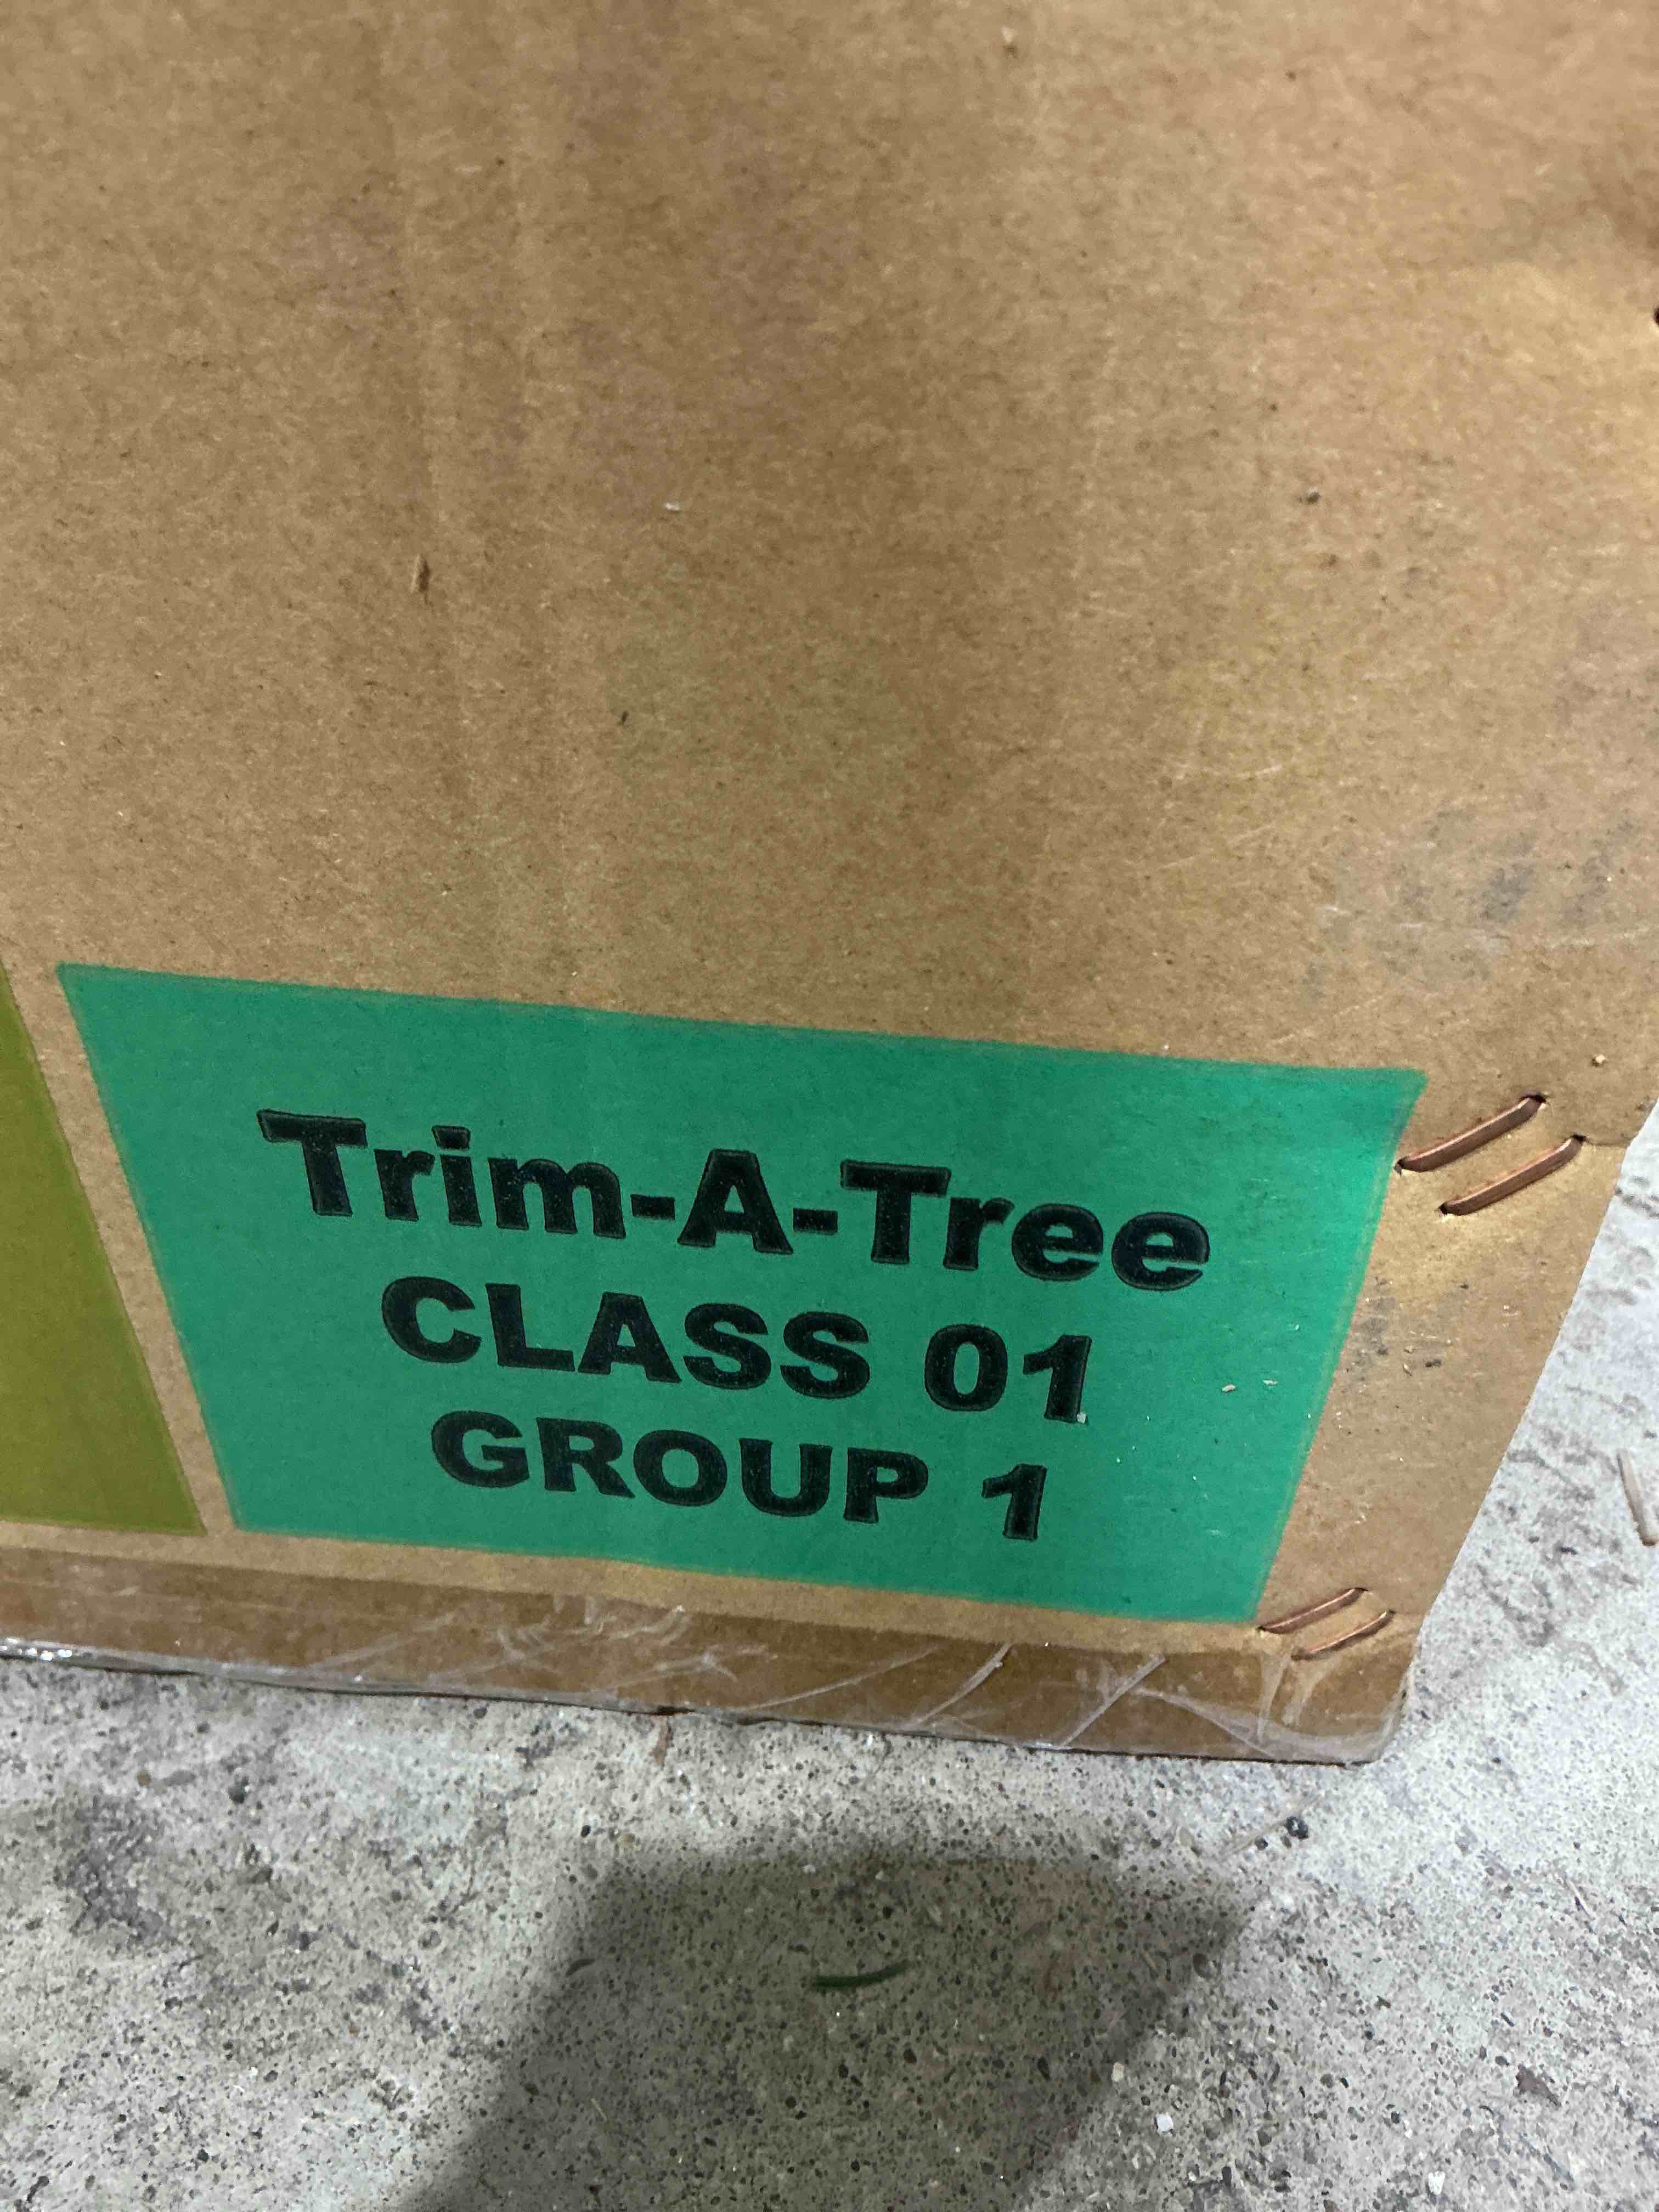 Trim-A-Tree
CLASS 01
GROUP 1